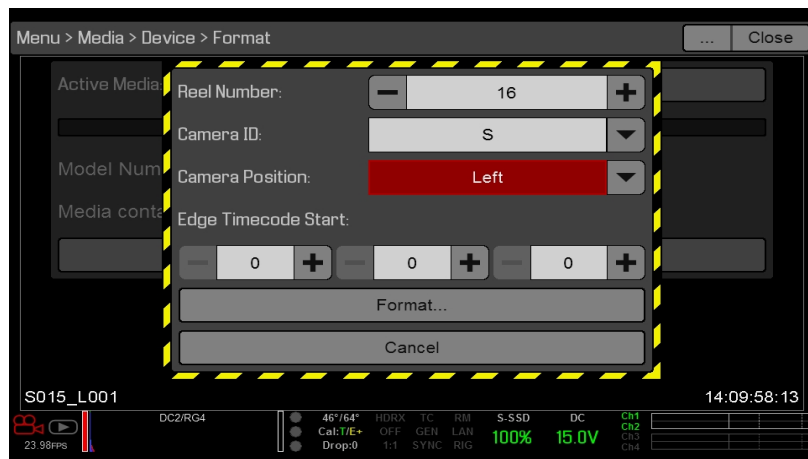 Menu > Media > Device > Format ... Close
Active Media:
Reel Number: 16
Camera ID: S
Model Num
Camera Position: Left
Media conta
Edge Timecode Start:
0 0 0
Format...
Cancel
S015_L001 14:09:58:13
DC2/RG4 46°/64° HDRX TC RM S-SSD DC Ch1
Cal:T/E+ OFF GEN LAN 100% 15.0V Ch2
23.98FPS Drop:0 1:1 SYNC RIG Ch3
Ch4